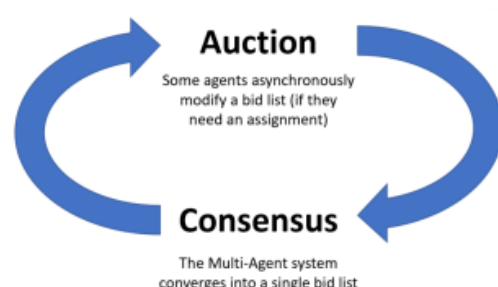 Auction
Some agents asynchronously
modify a bid list (if they
need an assignment)
Consensus
The Multi-Agent system
converges into a single bid list